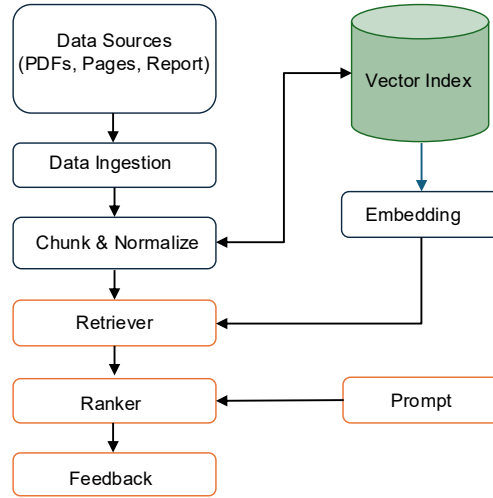 Data Sources
(PDFs, Pages, Report)
Vector Index
Data Ingestion
Embedding
Chunk & Normalize
Retriever
Ranker
Prompt
Feedback